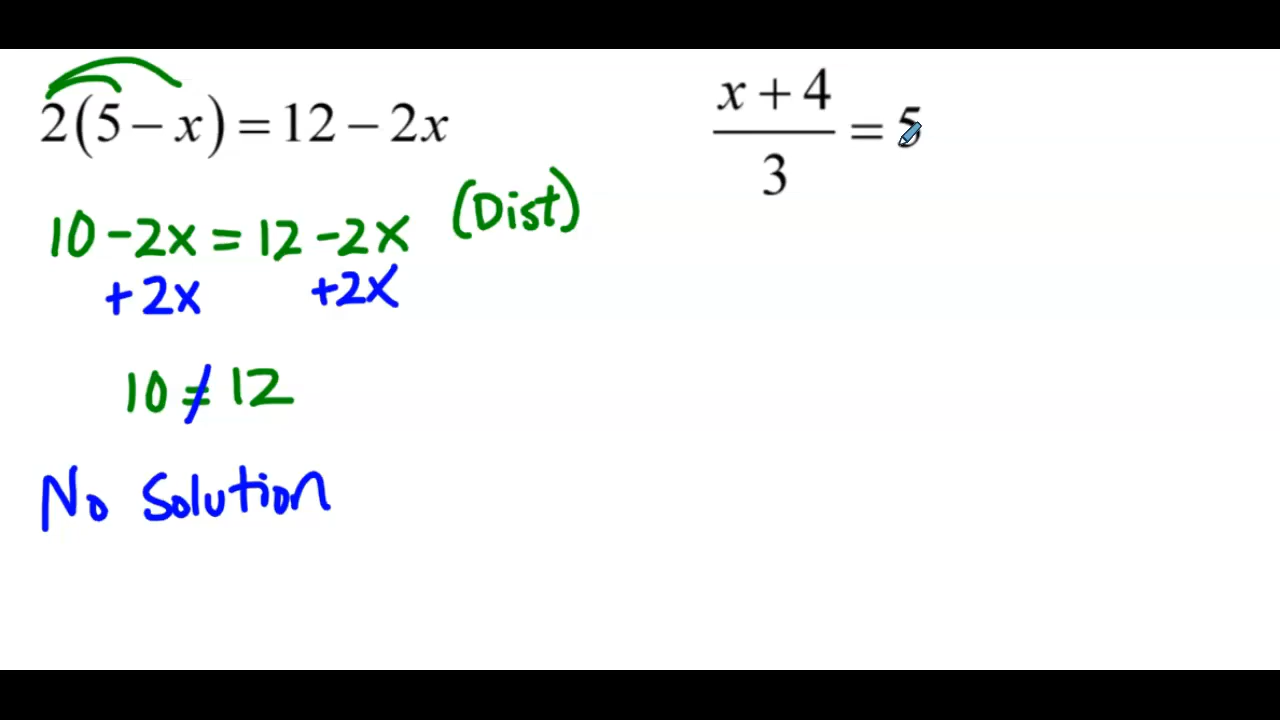 2(5 − x) = 12 − 2x
10 − 2x = 12 − 2x (Dist)
+ 2x + 2x
10 ≠ 12
No Solution
x + 4
3
= 5